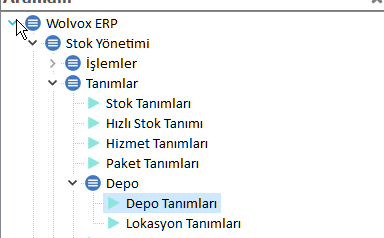 Wolvox ERP
Stok Yönetimi
İşlemler
Tanımlar
Stok Tanımları
Hızlı Stok Tanımı
Hizmet Tanımları
Paket Tanımları
Depo
Depo Tanımları
Lokasyon Tanımları